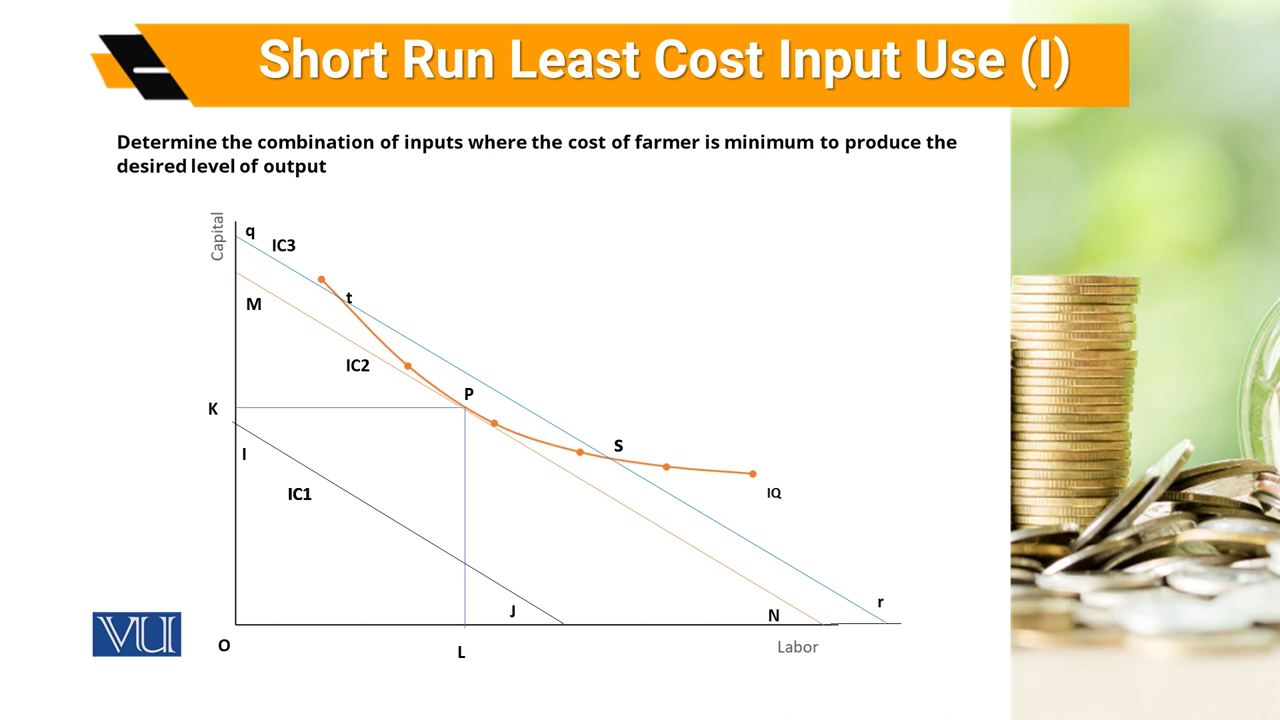 Short Run Least Cost Input Use (I)
Determine the combination of inputs where the cost of farmer is minimum to produce the
desired level of output
Capital
q
IC3
t
M
IC2
P
K
S
I
IC1
IQ
r
J
N
VU
O
L
Labor